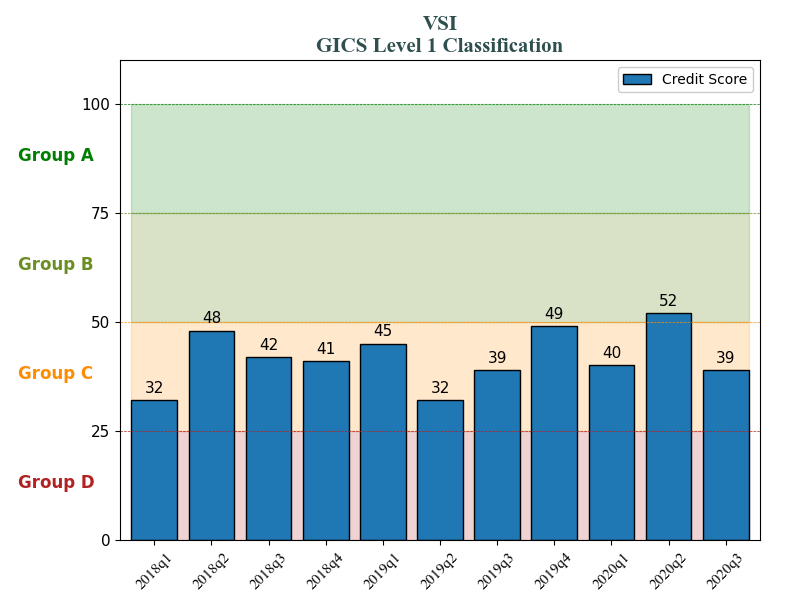 VSI
GICS Level 1 Classification
Credit Score
100
Group A
75
Group B
50
Group C
25
Group D
0
32
48
42
41
45
32
39
49
40
52
39
2018q1
2018q2
2018q3
2018q4
2019q1
2019q2
2019q3
2019q4
2020q1
2020q2
2020q3